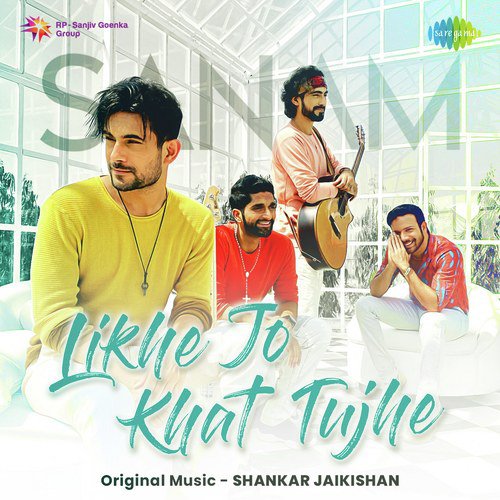 RP-Sanjiv Goenka
Group
saregama
SANAM
Likhe Jo
Khat Tujhe
Original Music - SHANKAR JAIKISHAN